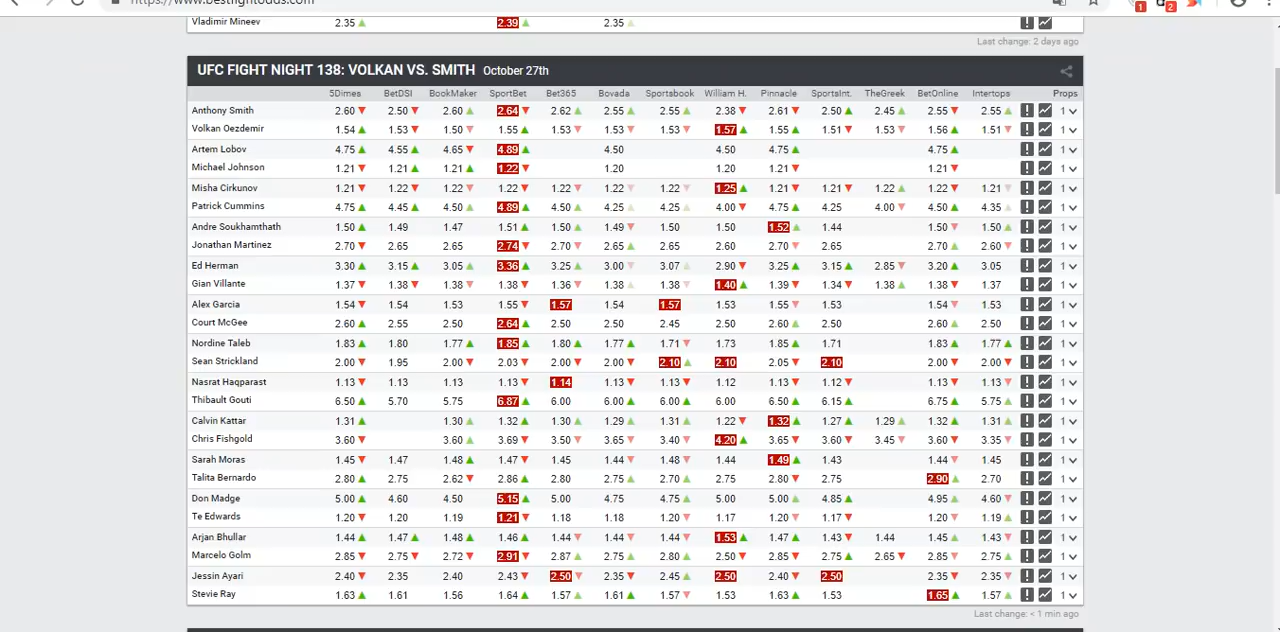 https://www.bestfightodds.com
1
2
Vladimir Mineev 2.35 2.39 2.35
Last change: 2 days ago
UFC FIGHT NIGHT 138: VOLKAN VS. SMITH October 27th
5Dimes BetDSI BookMaker SportBet Bet365 Bovada Sportsbook William H. Pinnacle SportsInt. TheGreek BetOnline Intertops Props
Anthony Smith 2.60 2.50 2.60 2.64 2.62 2.55 2.55 2.38 2.61 2.50 2.45 2.55 2.55 1
Volkan Oezdemir 1.54 1.53 1.50 1.55 1.53 1.53 1.53 1.57 1.55 1.51 1.53 1.56 1.51 1
Artem Lobov 4.75 4.55 4.65 4.89 4.50 4.50 4.75 4.75 1
Michael Johnson 1.21 1.21 1.21 1.22 1.20 1.20 1.21 1.21 1
Misha Cirkunov 1.21 1.22 1.22 1.22 1.22 1.22 1.22 1.25 1.21 1.21 1.22 1.22 1.21 1
Patrick Cummins 4.75 4.45 4.50 4.89 4.50 4.25 4.25 4.00 4.75 4.25 4.00 4.50 4.35 1
Andre Soukhamthath 1.50 1.49 1.47 1.51 1.50 1.49 1.50 1.50 1.52 1.44 1.50 1.50 1
Jonathan Martinez 2.70 2.65 2.65 2.74 2.70 2.65 2.65 2.60 2.70 2.65 2.70 2.60 1
Ed Herman 3.30 3.15 3.05 3.36 3.25 3.00 3.07 2.90 3.25 3.15 2.85 3.20 3.05 1
Gian Villante 1.37 1.38 1.38 1.38 1.36 1.38 1.38 1.40 1.39 1.34 1.38 1.38 1.37 1
Alex Garcia 1.54 1.54 1.53 1.55 1.57 1.54 1.57 1.53 1.55 1.53 1.54 1.53 1
Court McGee 2.60 2.55 2.50 2.64 2.50 2.50 2.45 2.50 2.60 2.50 2.60 2.50 1
Nordine Taleb 1.83 1.80 1.77 1.85 1.80 1.77 1.71 1.73 1.85 1.71 1.83 1.77 1
Sean Strickland 2.00 1.95 2.00 2.03 2.00 2.00 2.10 2.10 2.05 2.10 2.00 2.00 1
Nasrat Haqparast 1.13 1.13 1.13 1.13 1.14 1.13 1.13 1.12 1.13 1.12 1.13 1.13 1
Thibault Gouti 6.50 5.70 5.75 6.87 6.00 6.00 6.00 6.00 6.50 6.15 6.75 5.75 1
Calvin Kattar 1.31 1.30 1.32 1.30 1.29 1.31 1.22 1.32 1.27 1.29 1.32 1.31 1
Chris Fishgold 3.60 3.60 3.69 3.50 3.65 3.40 4.20 3.65 3.60 3.45 3.60 3.35 1
Sarah Moras 1.45 1.47 1.48 1.47 1.45 1.44 1.48 1.44 1.49 1.43 1.44 1.45 1
Talita Bernardo 2.80 2.75 2.62 2.86 2.80 2.75 2.70 2.75 2.80 2.75 2.90 2.70 1
Don Madge 5.00 4.60 4.50 5.15 5.00 4.75 4.75 5.00 5.00 4.85 4.95 4.60 1
Te Edwards 1.20 1.20 1.19 1.21 1.18 1.18 1.20 1.17 1.20 1.17 1.20 1.19 1
Arjan Bhullar 1.44 1.47 1.48 1.46 1.44 1.44 1.44 1.53 1.47 1.43 1.44 1.45 1.43 1
Marcelo Golm 2.85 2.75 2.72 2.91 2.87 2.75 2.80 2.50 2.85 2.75 2.65 2.85 2.75 1
Jessin Ayari 2.40 2.35 2.40 2.43 2.50 2.35 2.45 2.50 2.40 2.50 2.35 2.35 1
Stevie Ray 1.63 1.61 1.56 1.64 1.57 1.61 1.57 1.53 1.63 1.53 1.65 1.57 1
Last change: < 1 min ago